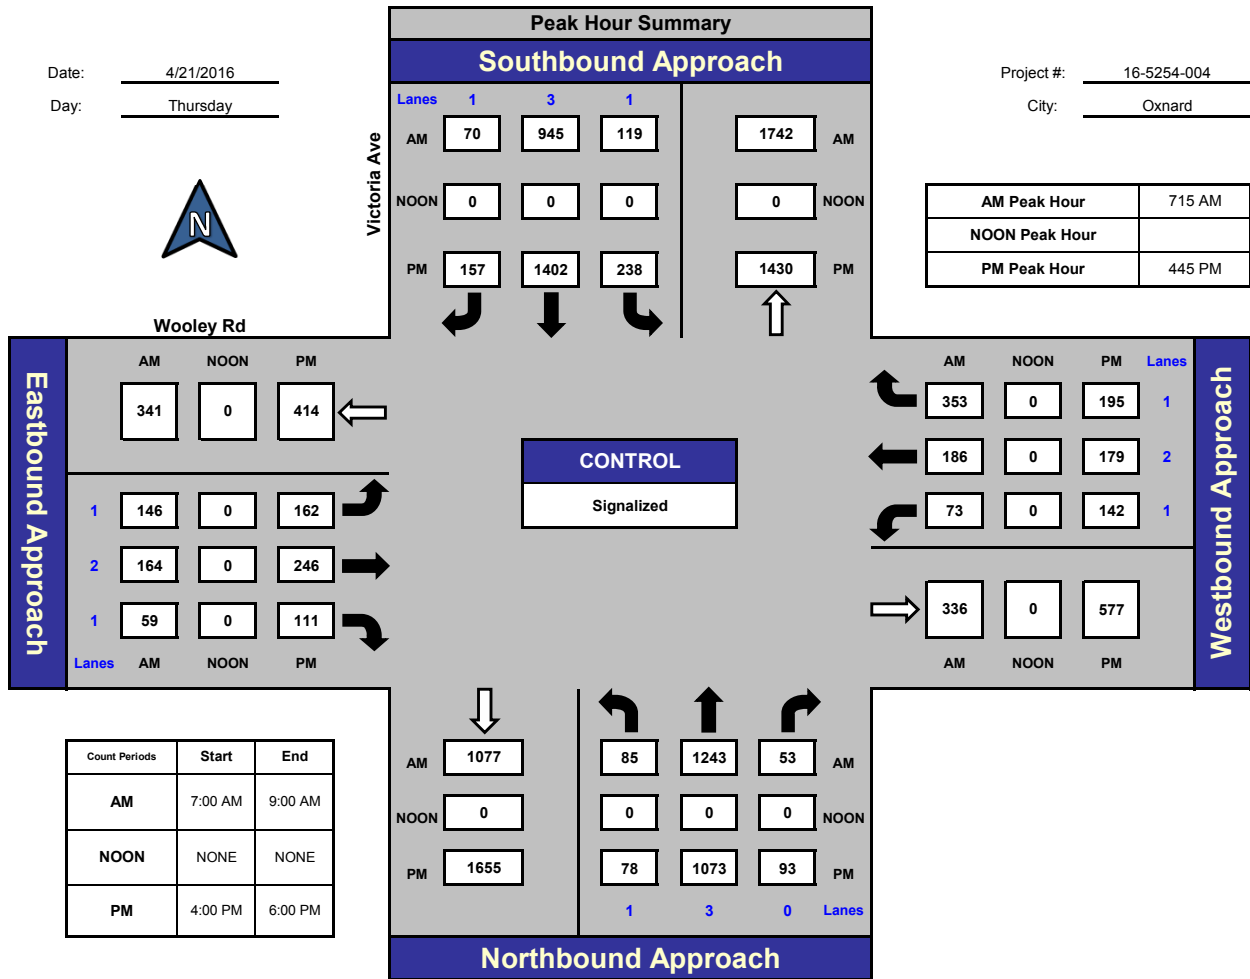 Peak Hour Summary
Southbound Approach
Date: 4/21/2016
Day: Thursday
Project #: 16-5254-004
City: Oxnard
N
Victoria Ave
Lanes 1 3 1
AM 70 945 119 1742 AM
NOON 0 0 0 0 NOON
PM 157 1402 238 1430 PM
AM Peak Hour 715 AM
NOON Peak Hour
PM Peak Hour 445 PM
Wooley Rd
Eastbound Approach
AM NOON PM
341 0 414
1 146 0 162
2 164 0 246
1 59 0 111
Lanes AM NOON PM
CONTROL
Signalized
AM NOON PM Lanes
353 0 195 1
186 0 179 2
73 0 142 1
336 0 577
AM NOON PM
Westbound Approach
Count Periods Start End
AM 7:00 AM 9:00 AM
NOON NONE NONE
PM 4:00 PM 6:00 PM
AM 1077 85 1243 53 AM
NOON 0 0 0 0 NOON
PM 1655 78 1073 93 PM
1 3 0 Lanes
Northbound Approach